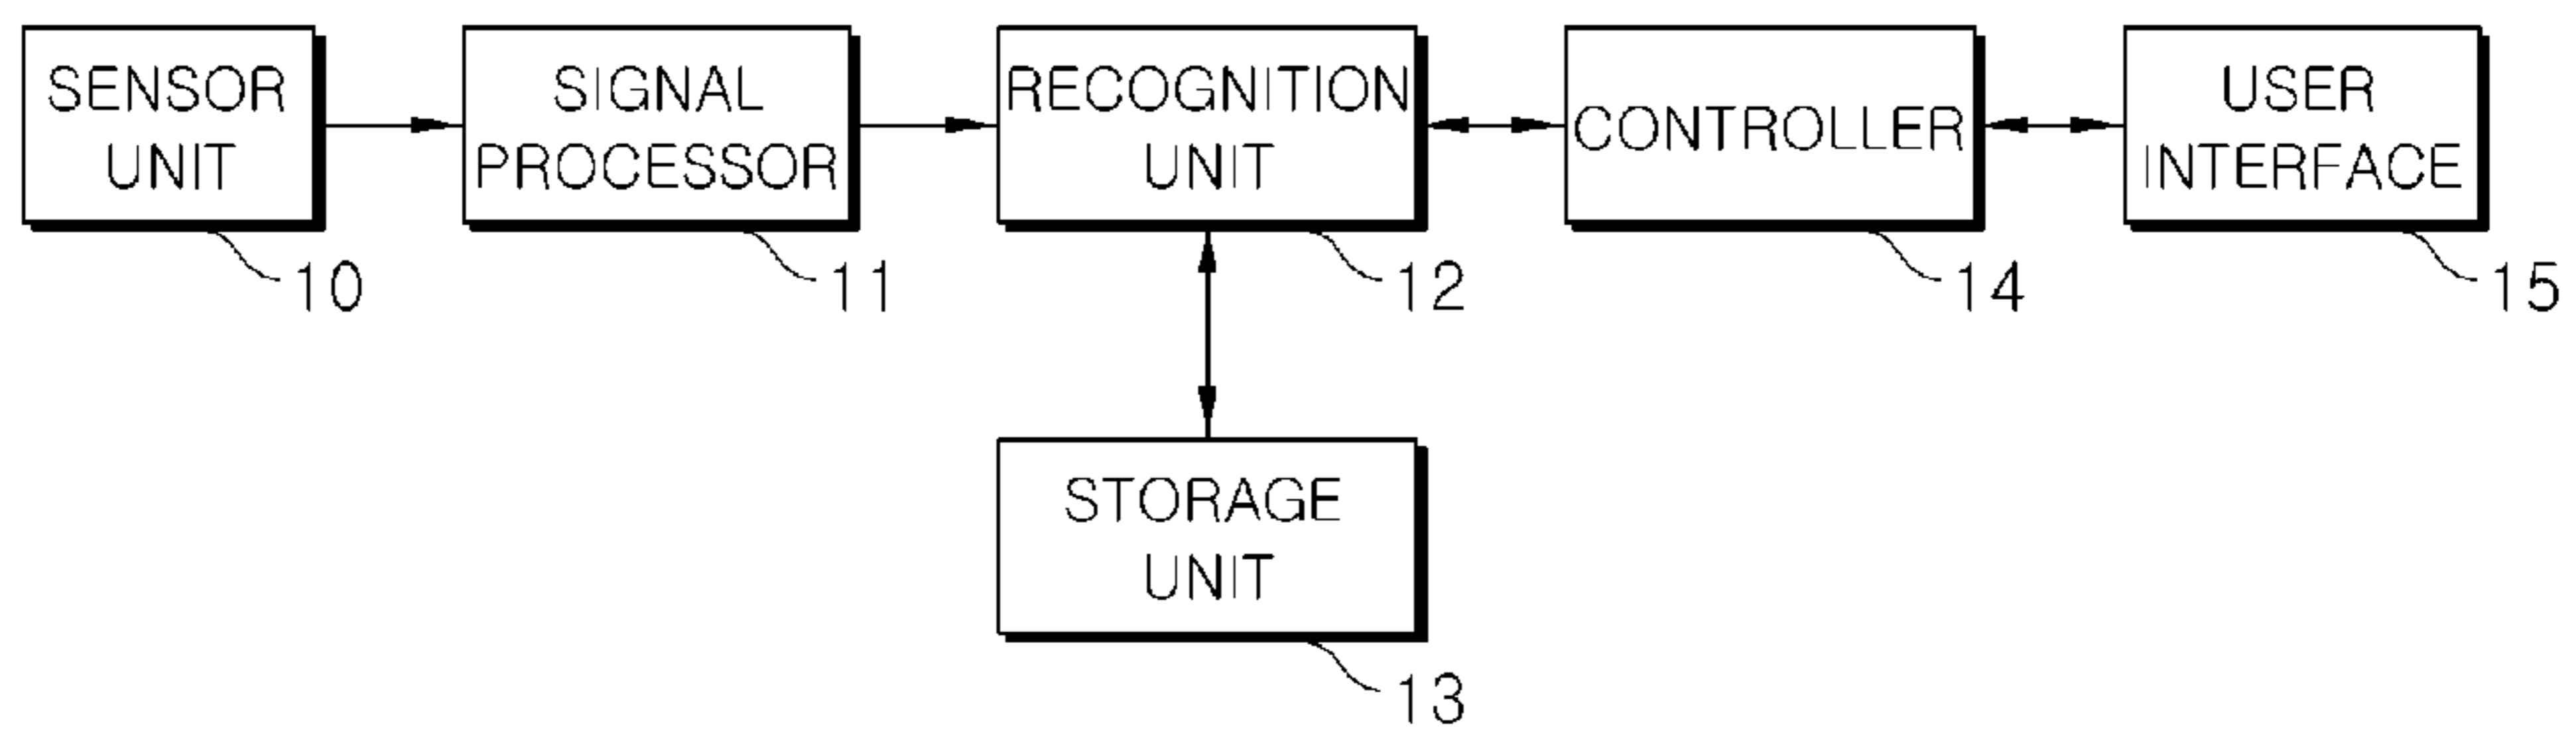 SENSOR
UNIT
10
SIGNAL
PROCESSOR
11
RECOGNITION
UNIT
12
CONTROLLER
14
USER
INTERFACE
15
STORAGE
UNIT
13